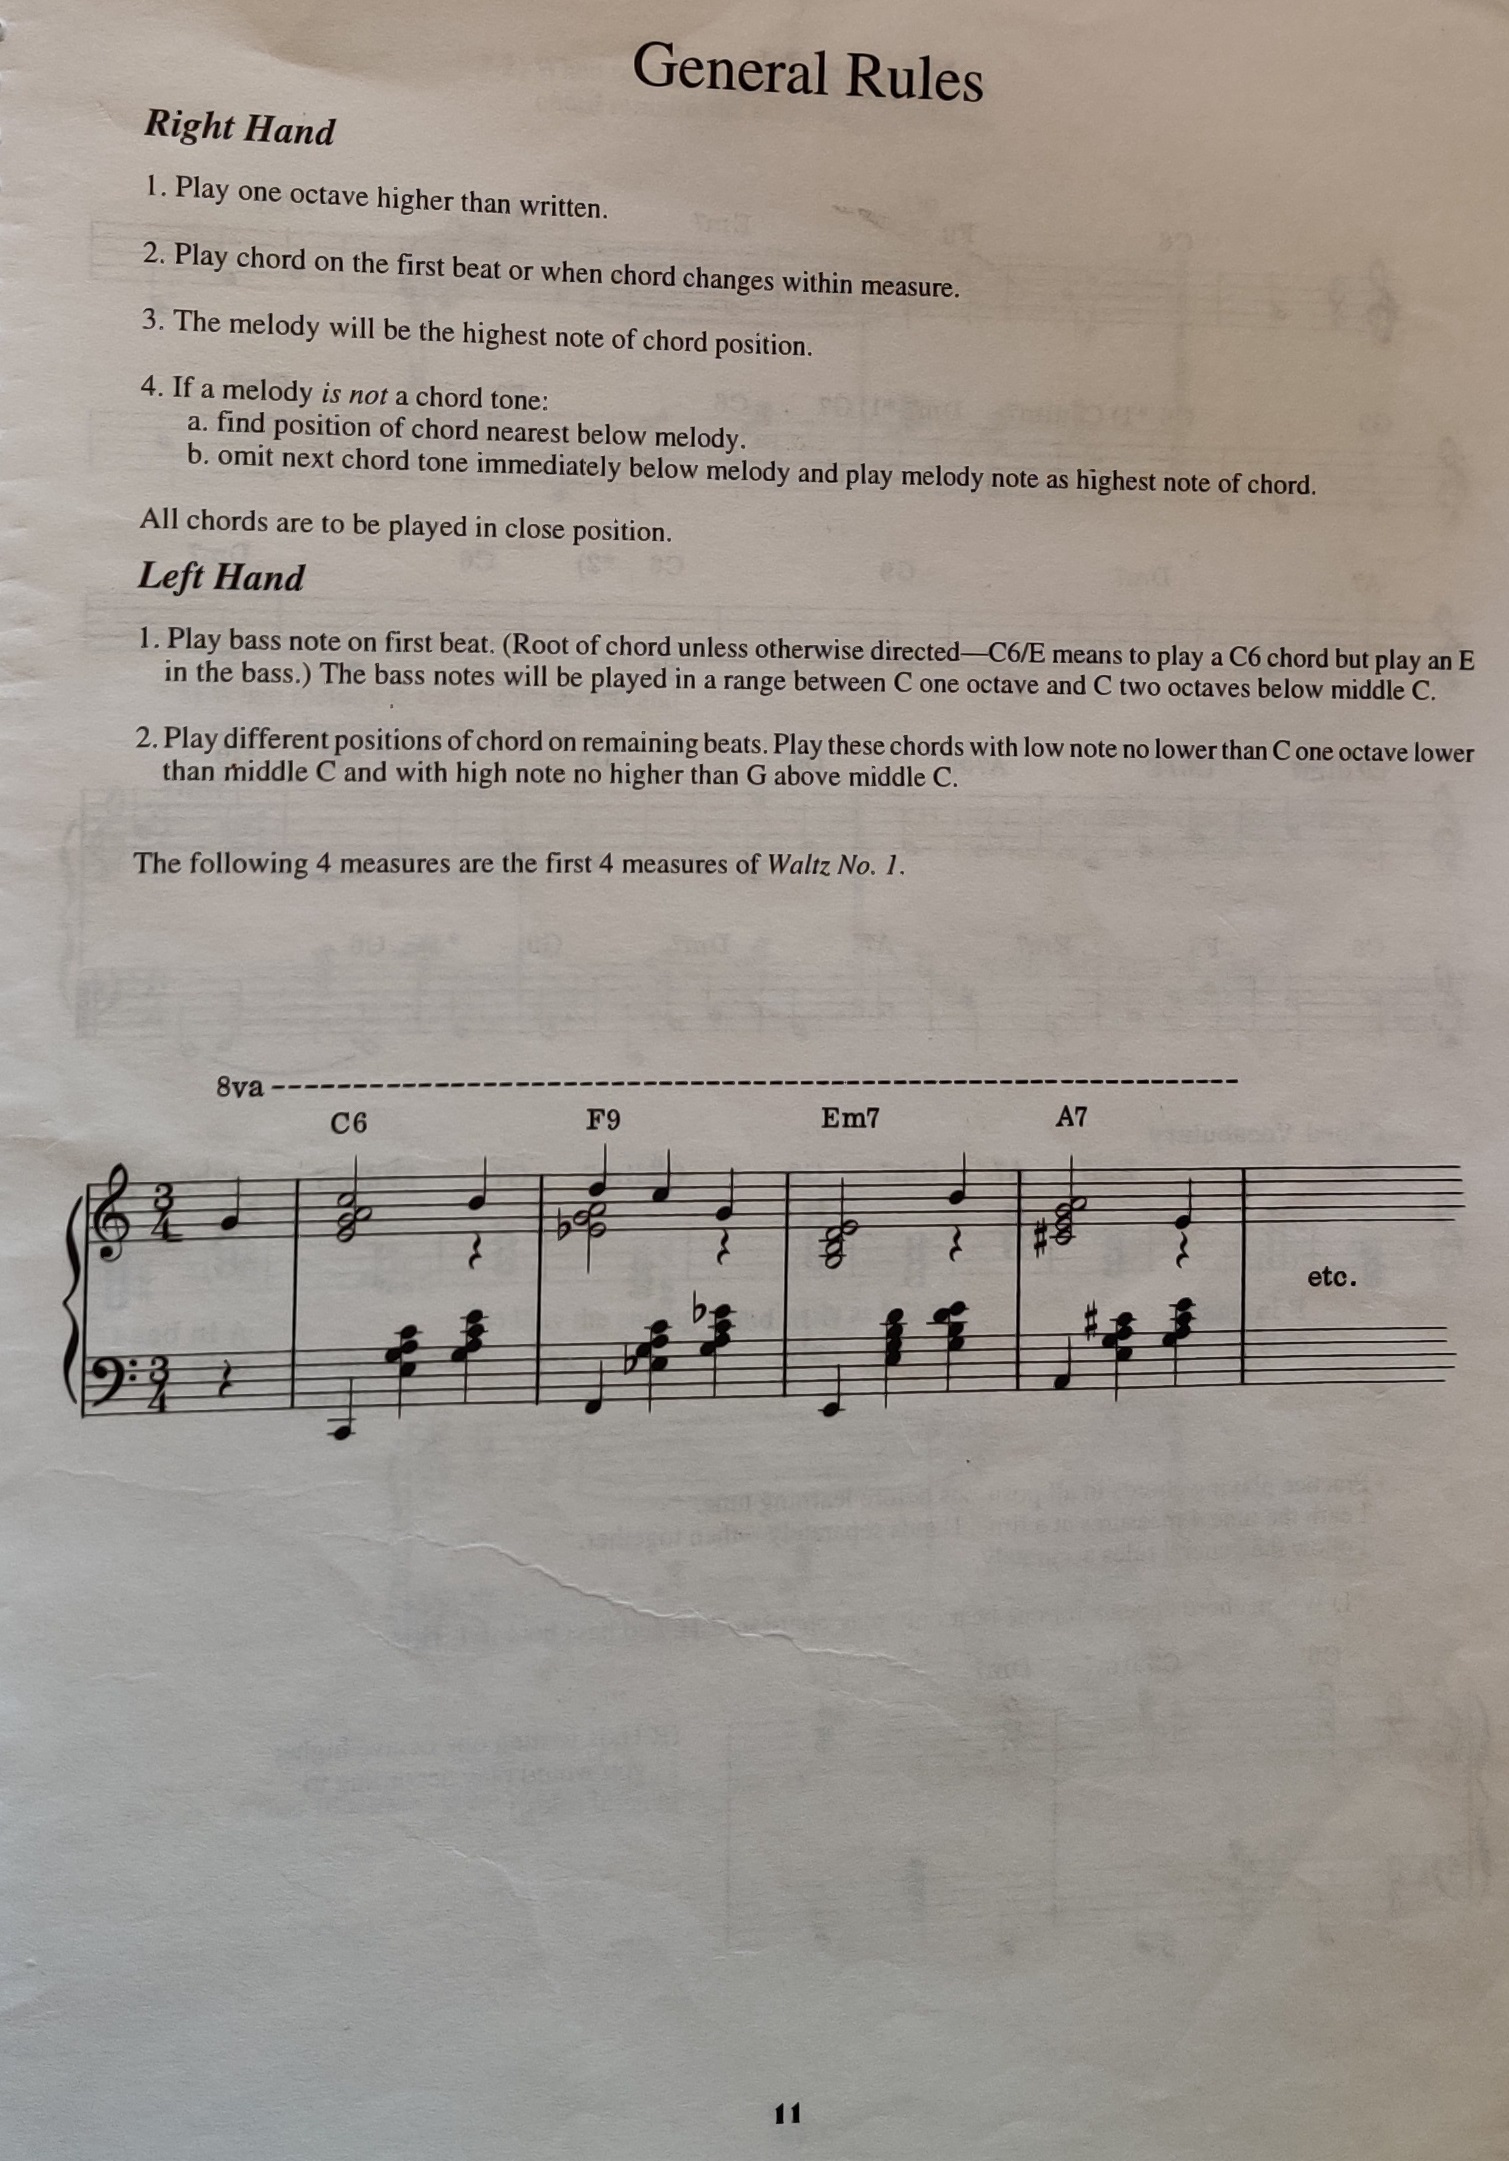 General Rules
Right Hand
1. Play one octave higher than written.
2. Play chord on the first beat or when chord changes within measure.
3. The melody will be the highest note of chord position.
4. If a melody is not a chord tone:
a. find position of chord nearest below melody.
b. omit next chord tone immediately below melody and play melody note as highest note of chord.
All chords are to be played in close position.
Left Hand
1. Play bass note on first beat. (Root of chord unless otherwise directed—C6/E means to play a C6 chord but play an E
in the bass.) The bass notes will be played in a range between C one octave and C two octaves below middle C.
2. Play different positions of chord on remaining beats. Play these chords with low note no lower than C one octave lower
than middle C and with high note no higher than G above middle C.
The following 4 measures are the first 4 measures of Waltz No. 1.
8va
C6 F9 Em7 A7
3
4
etc.
3
4
11